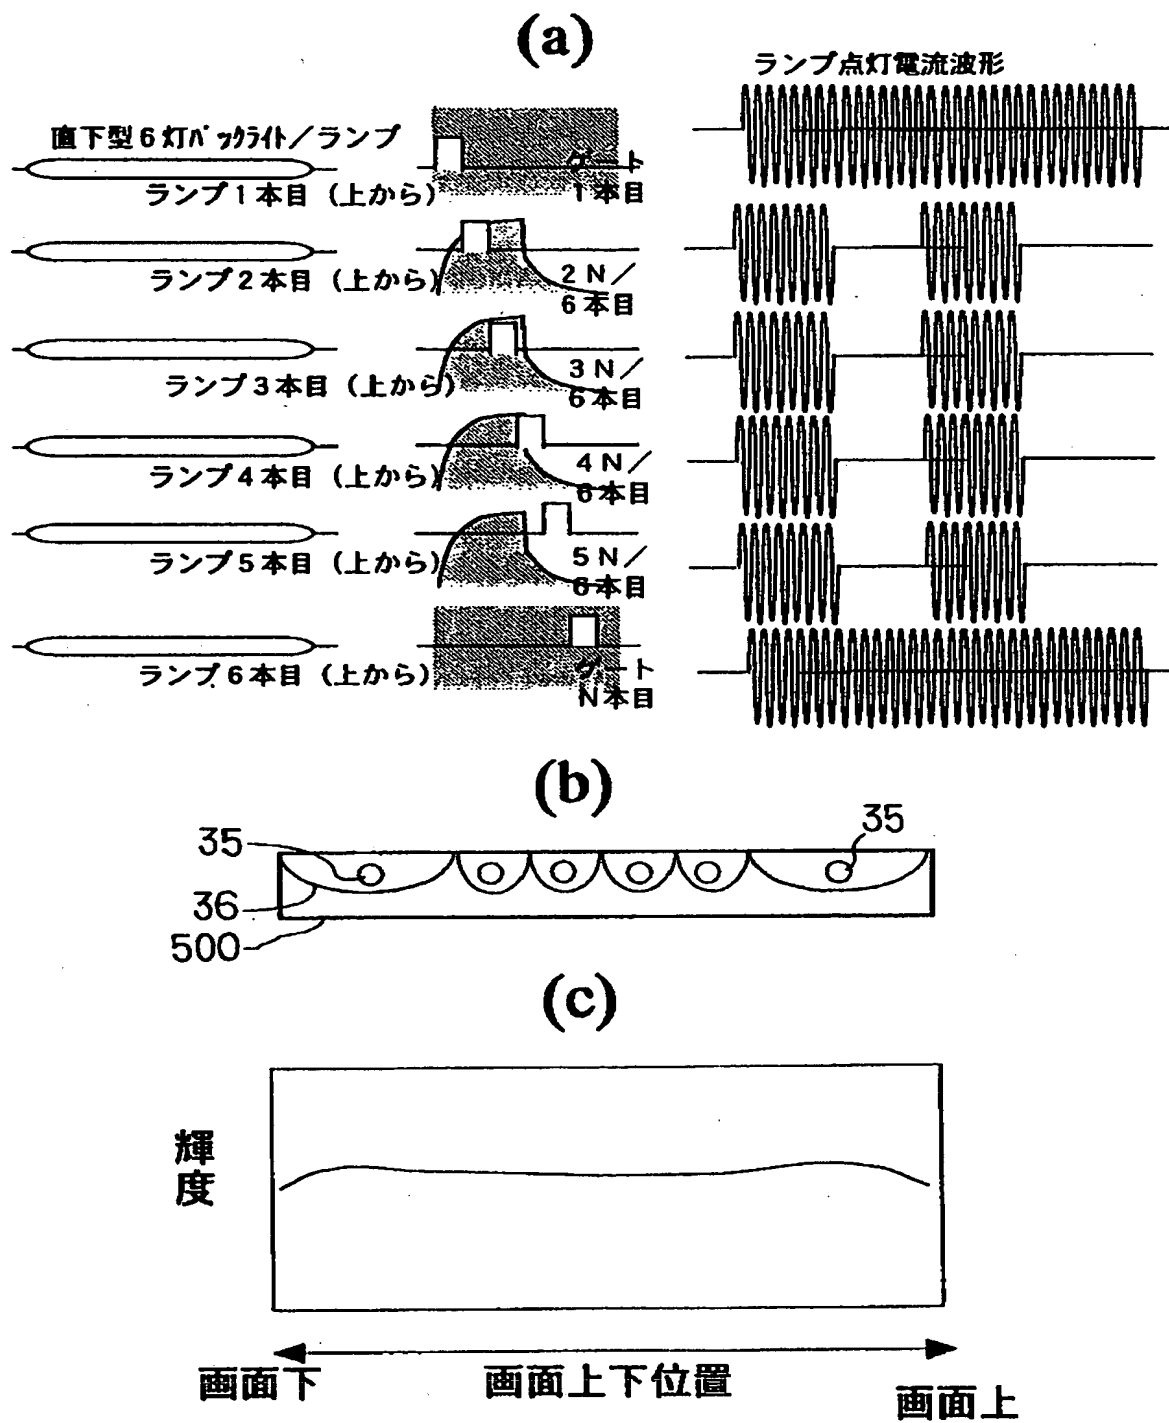 (a)
ランプ点灯電流波形
直下型6灯バックライト／ランプ
ランプ1本目(上から)
ゲート
1本目
ランプ2本目(上から)
2N／
6本目
ランプ3本目(上から)
3N／
6本目
ランプ4本目(上から)
4N／
6本目
ランプ5本目(上から)
5N／
6本目
ランプ6本目(上から)
ゲート
N本目
(b)
35
35
36
500
(c)
輝度
画面下
画面上下位置
画面上